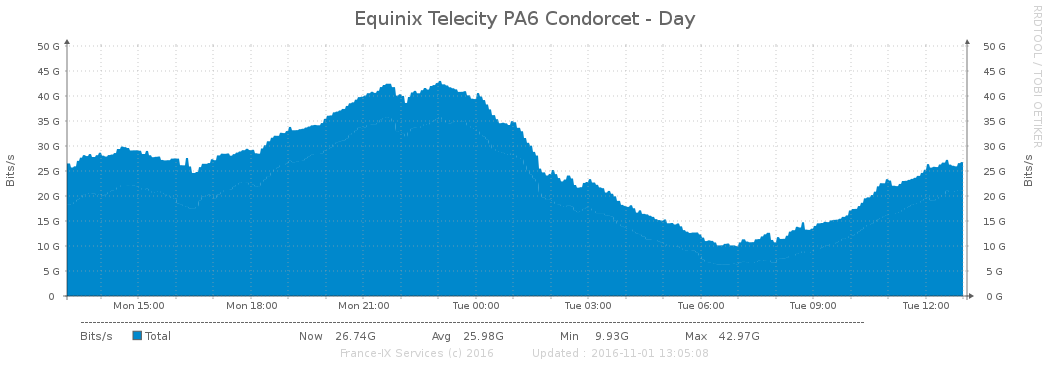 Equinix Telecity PA6 Condorcet - Day
RRDTOOL / TOBI OETIKER
50 G 50 G
45 G 45 G
40 G 40 G
35 G 35 G
30 G 30 G
25 G 25 G
20 G 20 G
15 G 15 G
10 G 10 G
5 G 5 G
0 0 G
Bits/s
Bits/s
Mon 15:00 Mon 18:00 Mon 21:00 Tue 00:00 Tue 03:00 Tue 06:00 Tue 09:00 Tue 12:00
Bits/s Total Now 26.74G Avg 25.98G Min 9.93G Max 42.97G
France-IX Services (c) 2016 Updated : 2016-11-01 13:05:08